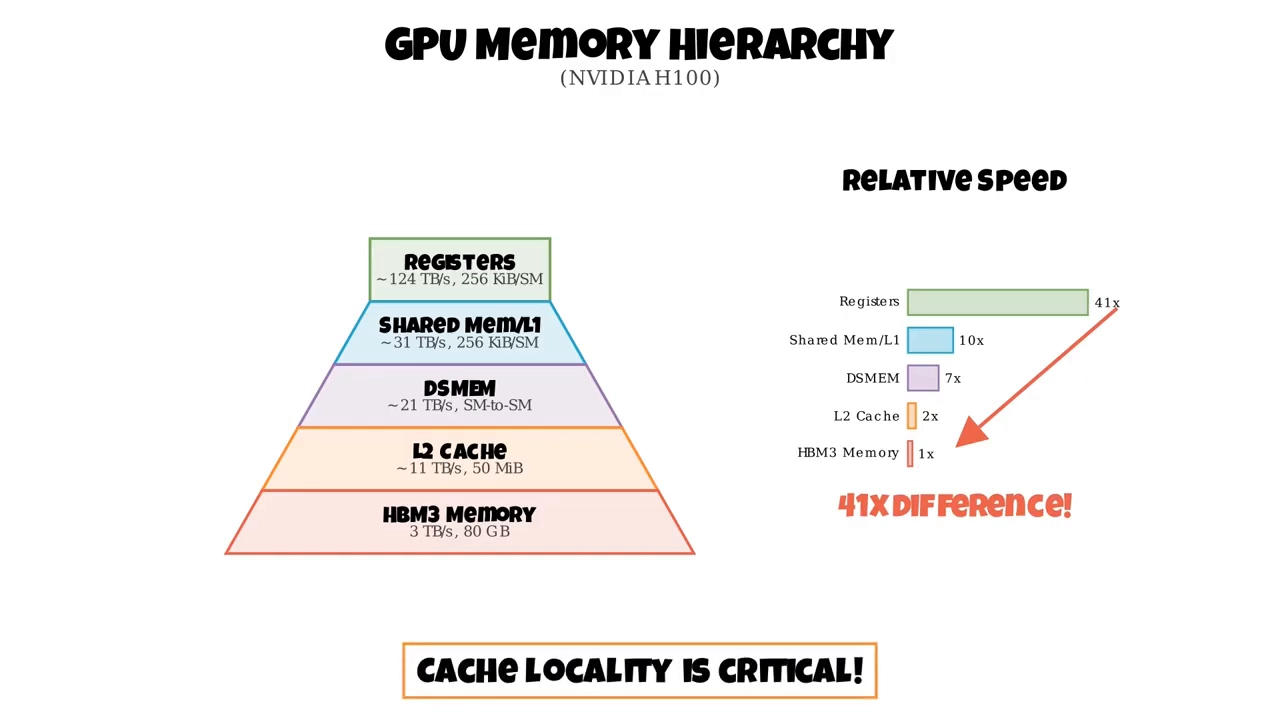 GPU Memory Hierarchy
(NVIDIA H100)
Relative Speed
Registers
~124 TB/s, 256 KiB/SM
Shared Mem/L1
~31 TB/s, 256 KiB/SM
DSMEM
~21 TB/s, SM-to-SM
L2 Cache
~11 TB/s, 50 MiB
HBM3 Memory
3 TB/s, 80 GB
Registers 41x
Shared Mem/L1 10x
DSMEM 7x
L2 Cache 2x
HBM3 Memory 1x
41x Difference!
Cache Locality is Critical!